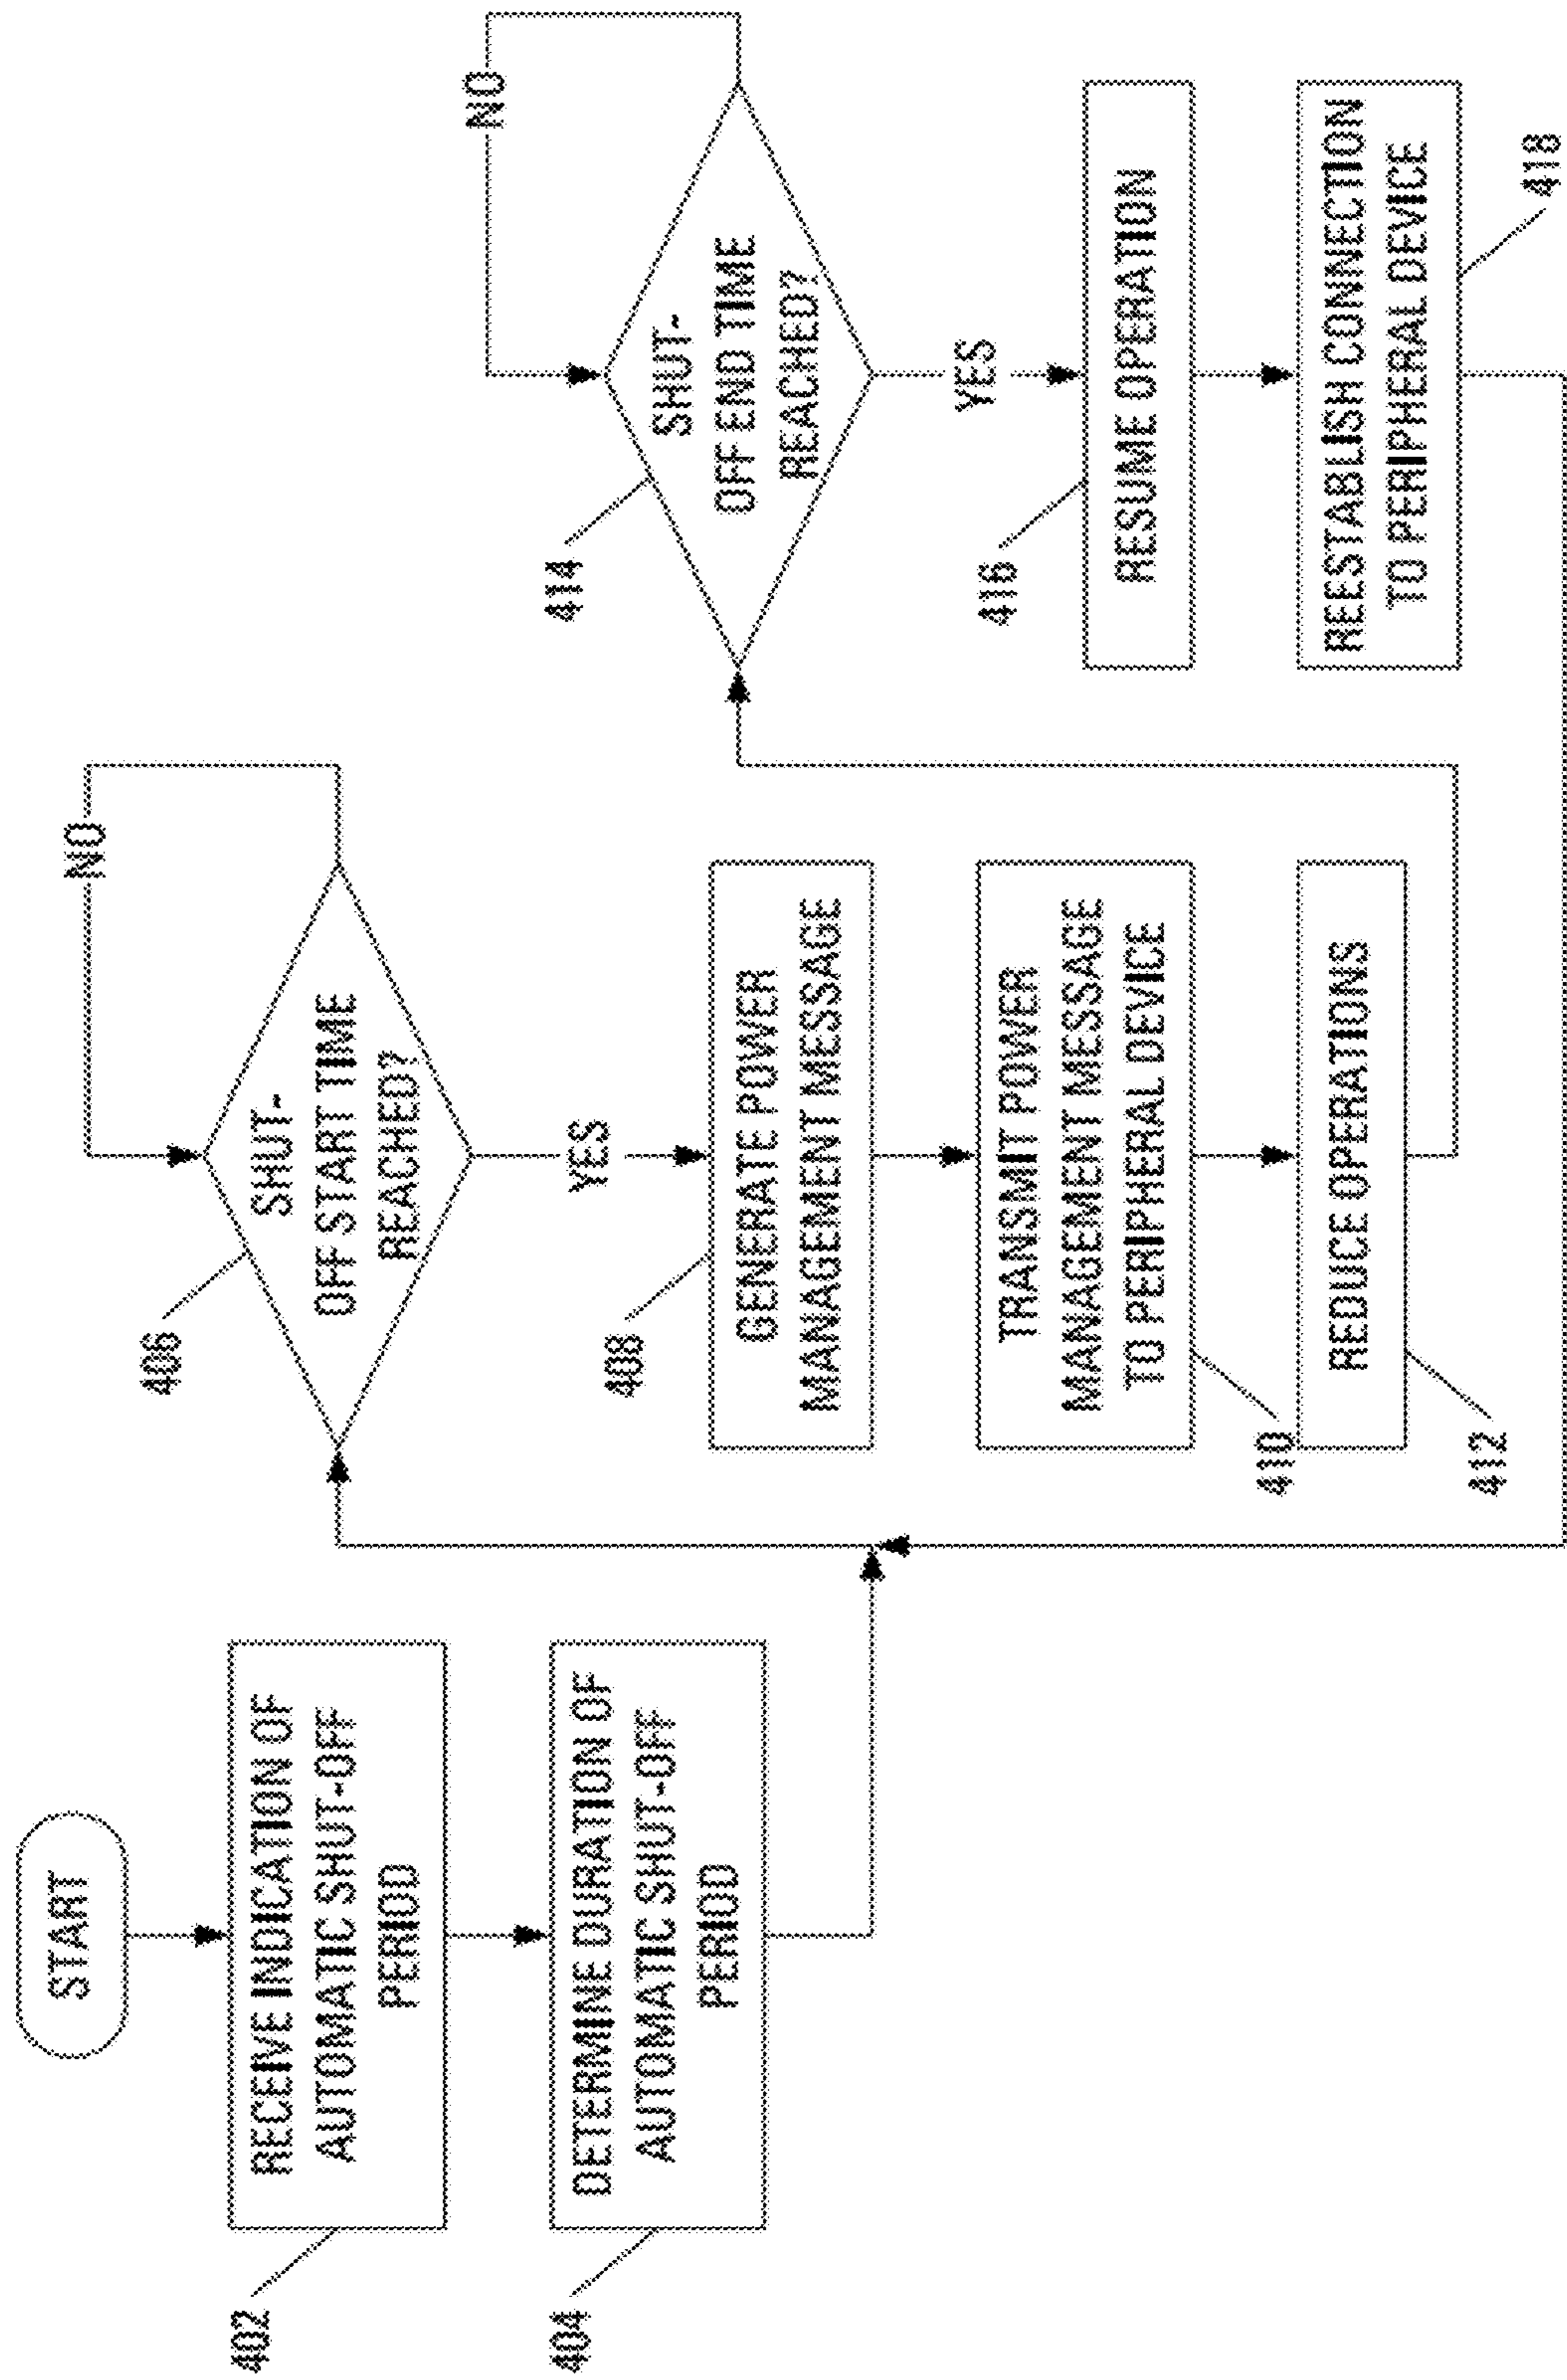 START
402
RECEIVE INDICATION OF
AUTOMATIC SHUT-OFF
PERIOD
404
DETERMINE DURATION OF
AUTOMATIC SHUT-OFF
PERIOD
NO
406
SHUT-
OFF START TIME
REACHED?
YES
408
GENERATE POWER
MANAGEMENT MESSAGE
TRANSMIT POWER
MANAGEMENT MESSAGE
TO PERIPHERAL DEVICE
410
REDUCE OPERATIONS
412
NO
414
SHUT-
OFF END TIME
REACHED?
YES
416
RESUME OPERATION
REESTABLISH CONNECTION
TO PERIPHERAL DEVICE
418